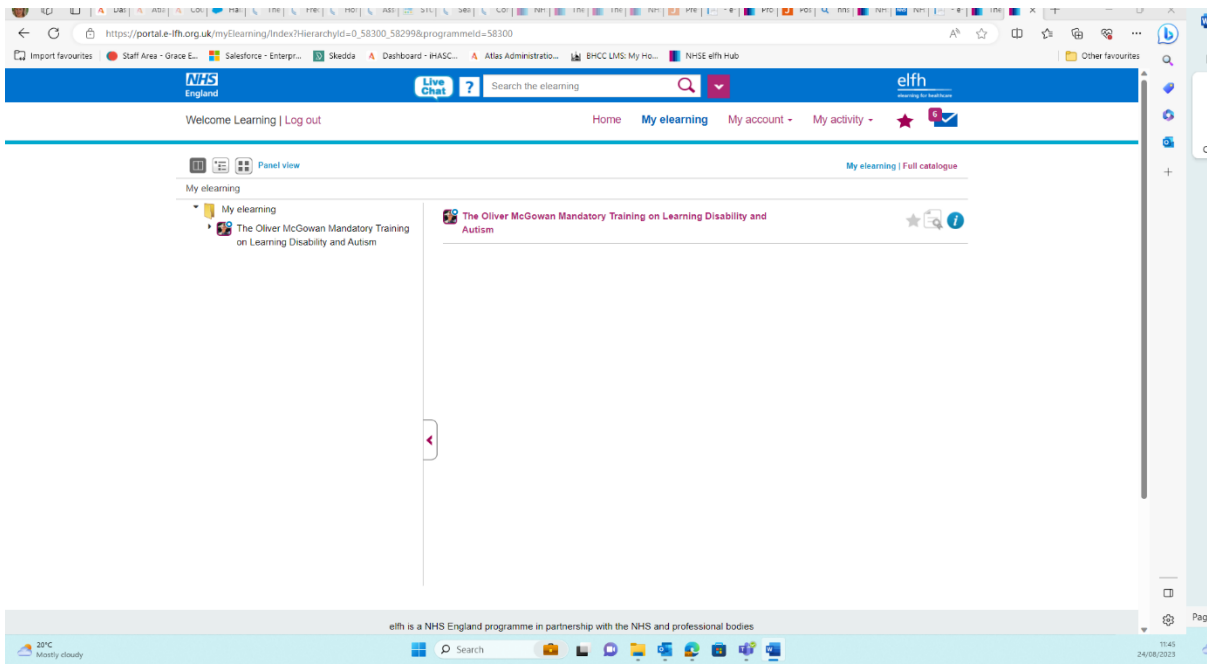 https://portal.e-lfh.org.uk/myElearning/Index?HierarchyId=0_58300_58299&programmeId=58300
Import favourites Staff Area - Grace E... Salesforce - Enterpr... Skedda Dashboard - iHASC... Atlas Administratio... BHCC LMS: My Ho... NHSE elfh Hub Other favourites
NHS
England
Live
Chat
?
Search the elearning
elfh
elearning for healthcare
Welcome Learning | Log out
Home My elearning My account My activity 6
Panel view
My elearning | Full catalogue
My elearning
My elearning
The Oliver McGowan Mandatory Training
on Learning Disability and Autism
The Oliver McGowan Mandatory Training on Learning Disability and
Autism
elfh is a NHS England programme in partnership with the NHS and professional bodies
20°C
Mostly cloudy
Search
11:45
24/08/2023